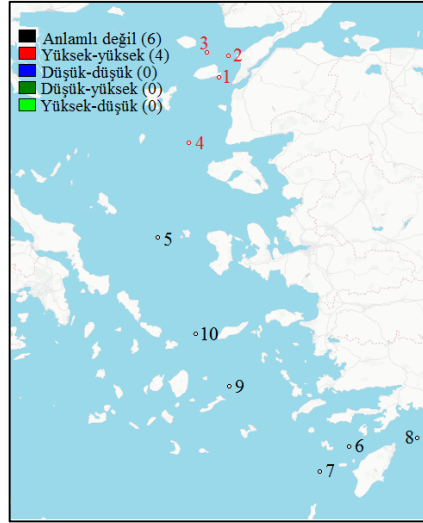 Anlamlı değil (6)
Yüksek-yüksek (4)
Düşük-düşük (0)
Düşük-yüksek (0)
Yüksek-düşük (0)
3
2
1
4
5
10
9
8
6
7